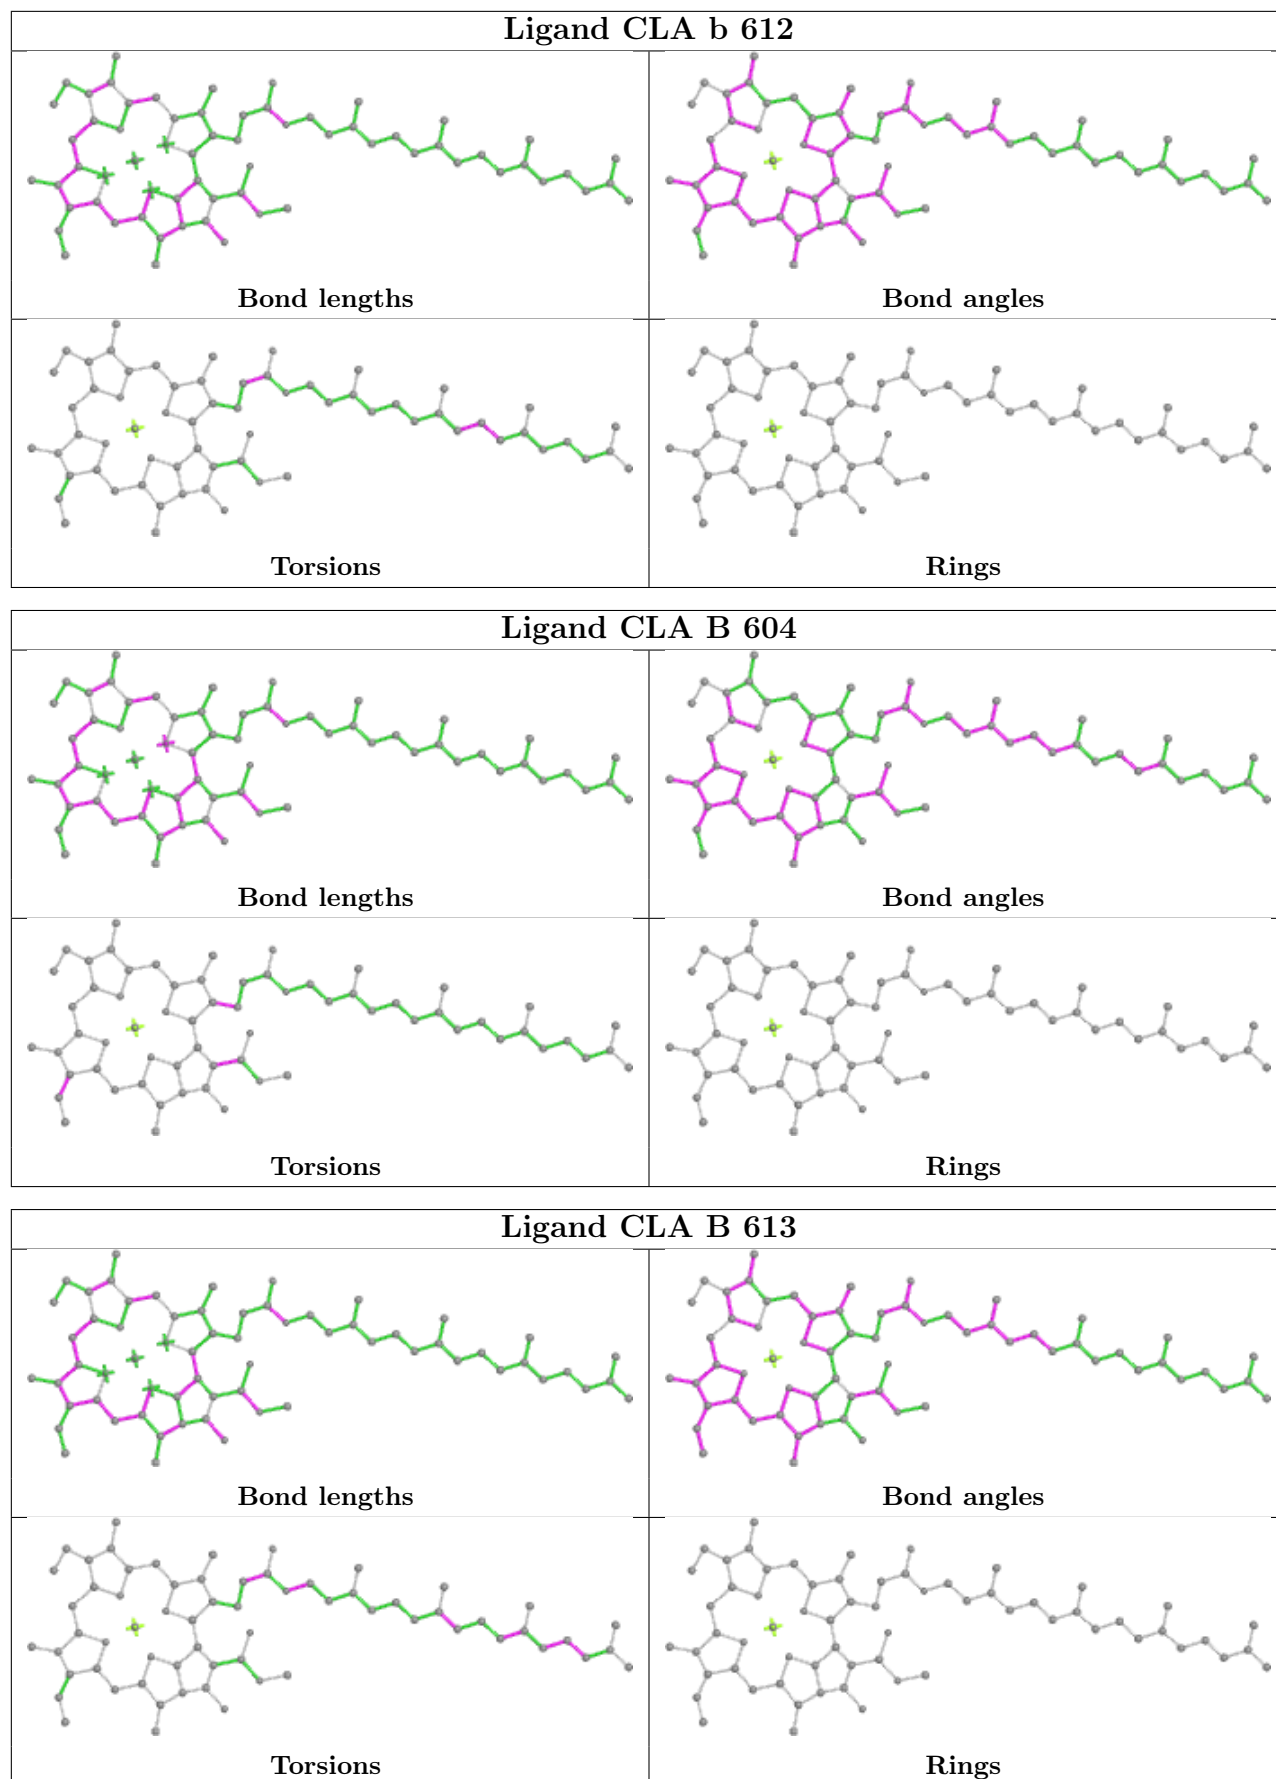 Ligand CLA b 612
Bond lengths
Bond angles
Torsions
Rings
Ligand CLA B 604
Bond lengths
Bond angles
Torsions
Rings
Ligand CLA B 613
Bond lengths
Bond angles
Torsions
Rings